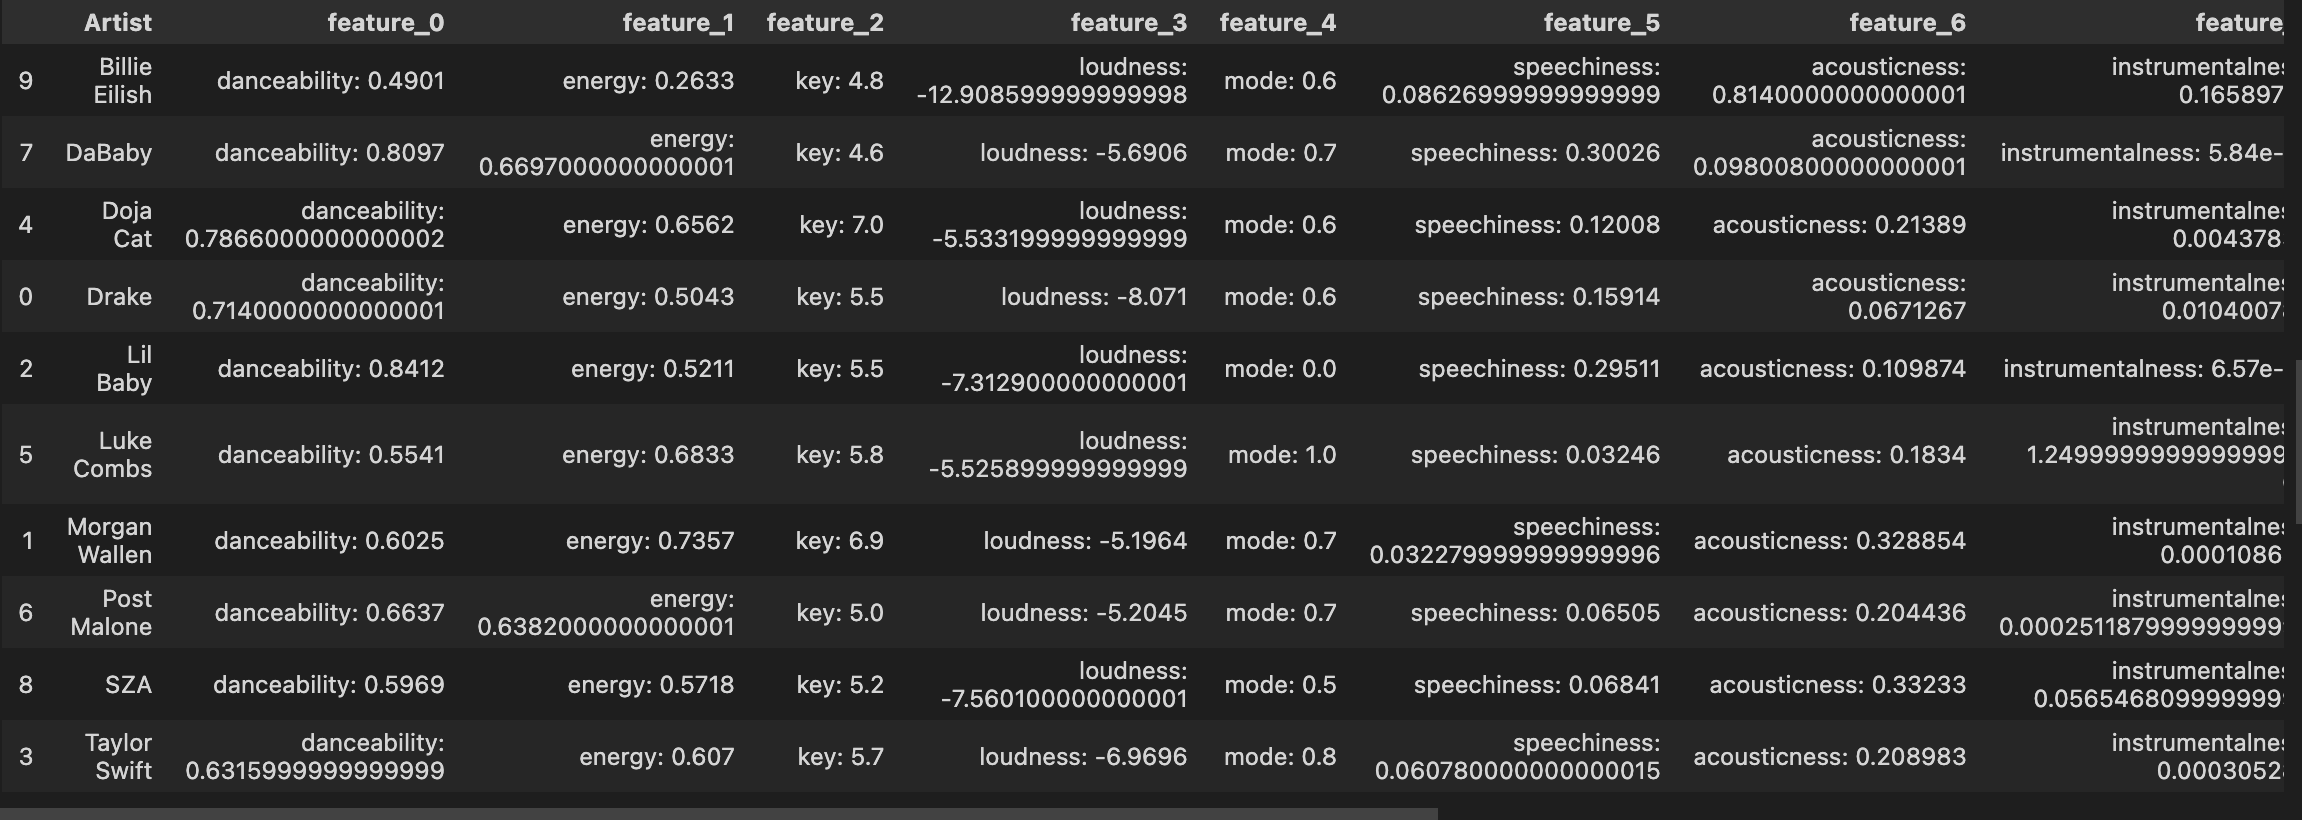 Artist feature_0 feature_1 feature_2 feature_3 feature_4 feature_5 feature_6 feature_
9 Billie Eilish danceability: 0.4901 energy: 0.2633 key: 4.8 loudness: -12.908599999999998 mode: 0.6 speechiness: 0.08626999999999999 acousticness: 0.8140000000000001 instrumentalnes 0.165897
7 DaBaby danceability: 0.8097 energy: 0.6697000000000001 key: 4.6 loudness: -5.6906 mode: 0.7 speechiness: 0.30026 acousticness: 0.09800800000000001 instrumentalness: 5.84e-
4 Doja Cat danceability: 0.7866000000000002 energy: 0.6562 key: 7.0 loudness: -5.533199999999999 mode: 0.6 speechiness: 0.12008 acousticness: 0.21389 instrumentalnes 0.004378
0 Drake danceability: 0.7140000000000001 energy: 0.5043 key: 5.5 loudness: -8.071 mode: 0.6 speechiness: 0.15914 acousticness: 0.0671267 instrumentalnes 0.0104007
2 Lil Baby danceability: 0.8412 energy: 0.5211 key: 5.5 loudness: -7.312900000000001 mode: 0.0 speechiness: 0.29511 acousticness: 0.109874 instrumentalness: 6.57e-
5 Luke Combs danceability: 0.5541 energy: 0.6833 key: 5.8 loudness: -5.525899999999999 mode: 1.0 speechiness: 0.03246 acousticness: 0.1834 instrumentalnes 1.2499999999999999
1 Morgan Wallen danceability: 0.6025 energy: 0.7357 key: 6.9 loudness: -5.1964 mode: 0.7 speechiness: 0.032279999999999996 acousticness: 0.328854 instrumentalnes 0.0001086
6 Post Malone danceability: 0.6637 energy: 0.6382000000000001 key: 5.0 loudness: -5.2045 mode: 0.7 speechiness: 0.06505 acousticness: 0.204436 instrumentalnes 0.0002511879999999999
8 SZA danceability: 0.5969 energy: 0.5718 key: 5.2 loudness: -7.560100000000001 mode: 0.5 speechiness: 0.06841 acousticness: 0.33233 instrumentalnes 0.0565468099999999
3 Taylor Swift danceability: 0.6315999999999999 energy: 0.607 key: 5.7 loudness: -6.9696 mode: 0.8 speechiness: 0.060780000000000015 acousticness: 0.208983 instrumentalnes 0.0003052